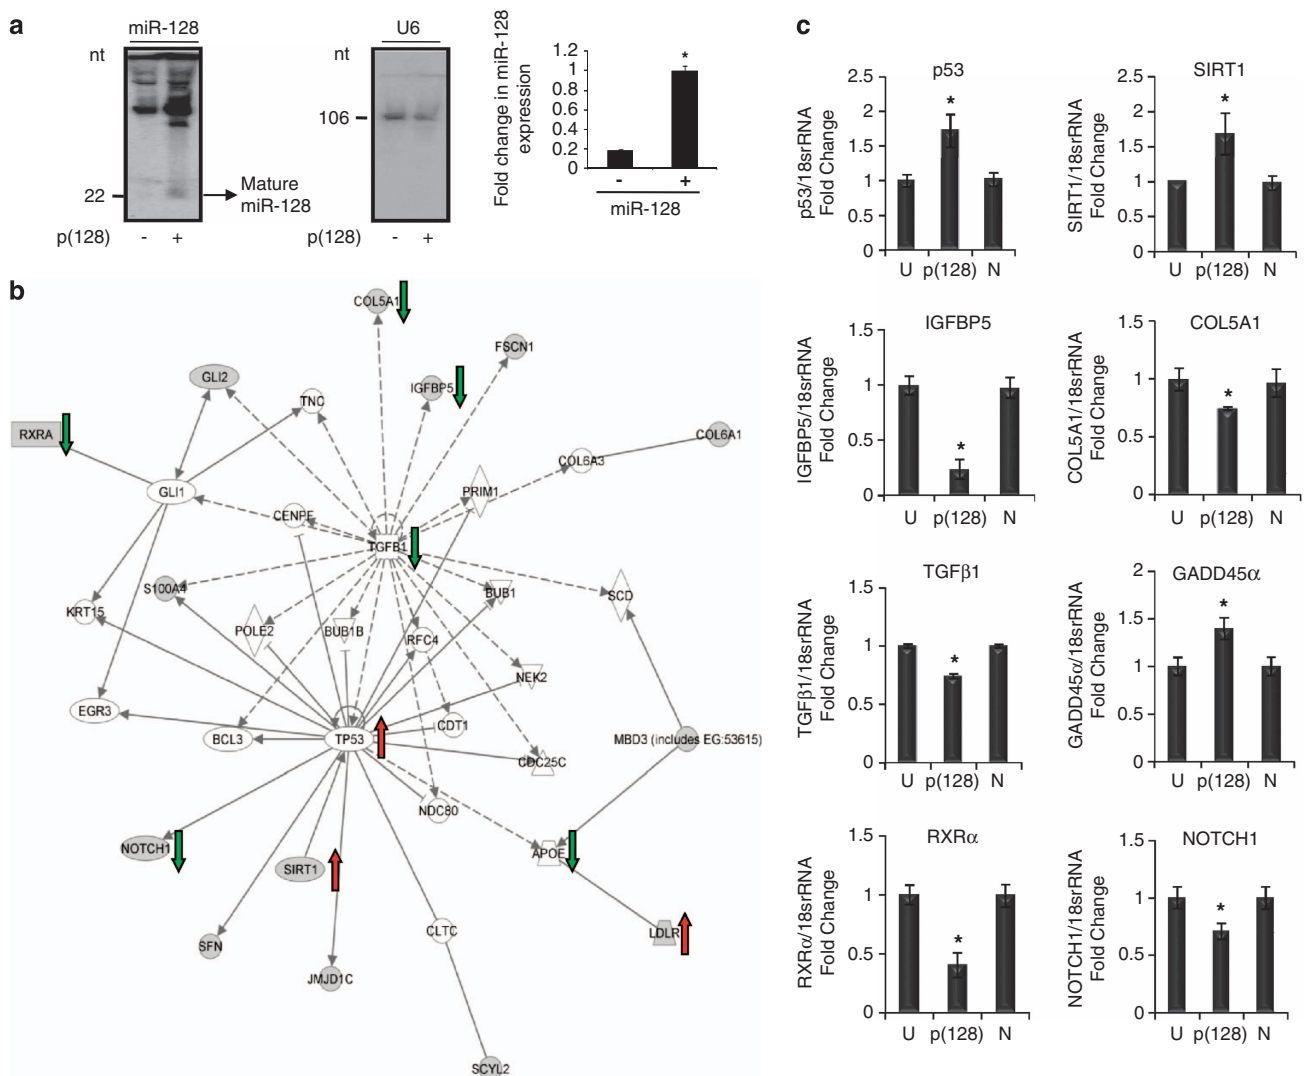 a
miR-128
nt
22
Mature
miR-128
p(128) - +
U6
nt
106
p(128) - +
Fold change in miR-128
expression
1.2
1
0.8
0.6
0.4
0.2
0
*
- +
miR-128
b
COL5A1
FSCN1
GLI2
IGFBP5
TNC
RXRA
COL6A1
COL6A3
GLI1
PRIM1
CENPF
TGFB1
S100A4
BUB1
SCD
KRT15
POLE2
BUB1B
RFC4
NEK2
EGR3
BCL3
TP53
CDT1
MBD3 (includes EG:53615)
CDC25C
NDC80
NOTCH1
APOE
SIRT1
LDLR
CLTC
SFN
JMJD1C
SCYL2
c
p53
p53/18srRNA
Fold Change
2.5
2
1.5
1
0.5
0
*
U p(128) N
SIRT1
SIRT1/18srRNA
Fold Change
2.5
2
1.5
1
0.5
0
*
U p(128) N
IGFBP5
IGFBP5/18srRNA
Fold Change
1.5
1
0.5
0
*
U p(128) N
COL5A1
COL5A1/18srRNA
Fold Change
1.5
1
0.5
0
*
U p(128) N
TGFβ1
TGFβ1/18srRNA
Fold Change
1.5
1
0.5
0
*
U p(128) N
GADD45α
GADD45α/18srRNA
Fold Change
2
1.5
1
0.5
0
*
U p(128) N
RXRα
RXRα/18srRNA
Fold Change
1.5
1
0.5
0
*
U p(128) N
NOTCH1
NOTCH1/18srRNA
Fold Change
1.5
1
0.5
0
*
U p(128) N